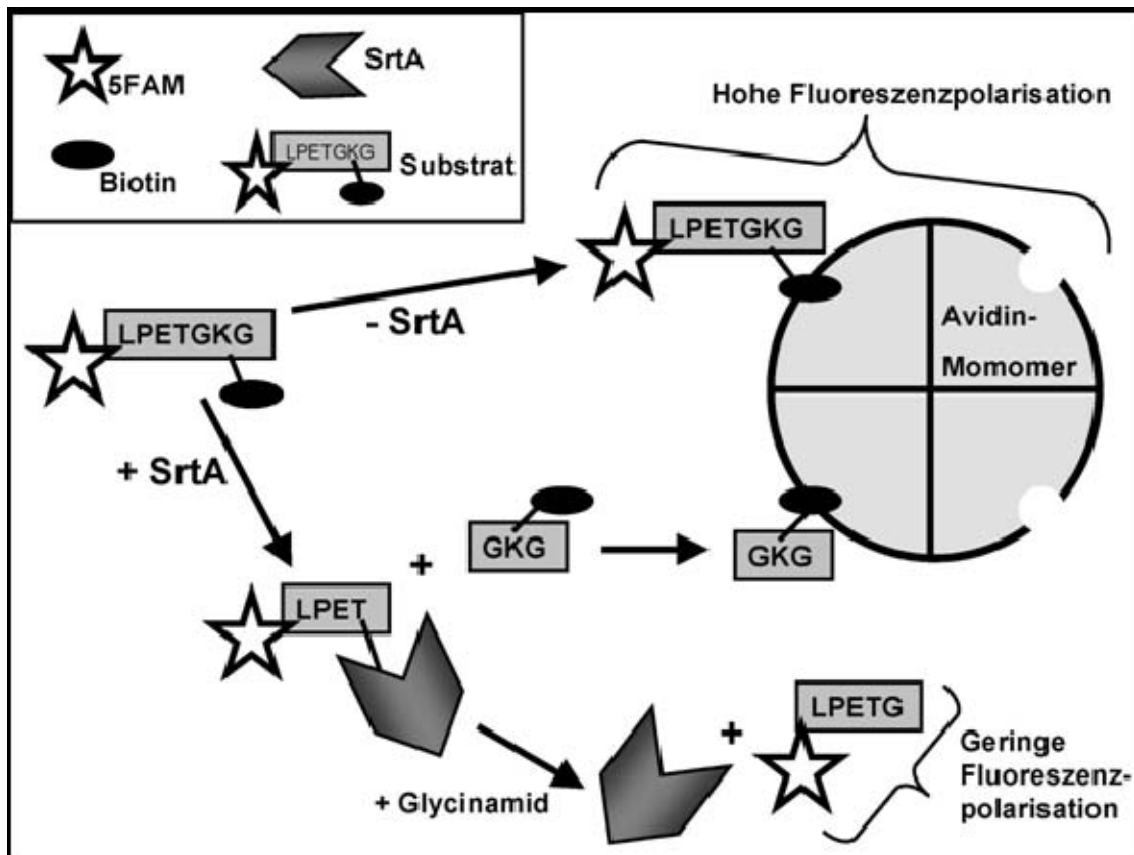 5FAM
SrtA
Biotin
LPETGKG
Substrat
Hohe Fluoreszenzpolarisation
LPETGKG
- SrtA
LPETGKG
Avidin-
Momomer
+ SrtA
LPET
+
GKG
GKG
+ Glycinamid
+
LPETG
Geringe
Fluoreszenz-
polarisation